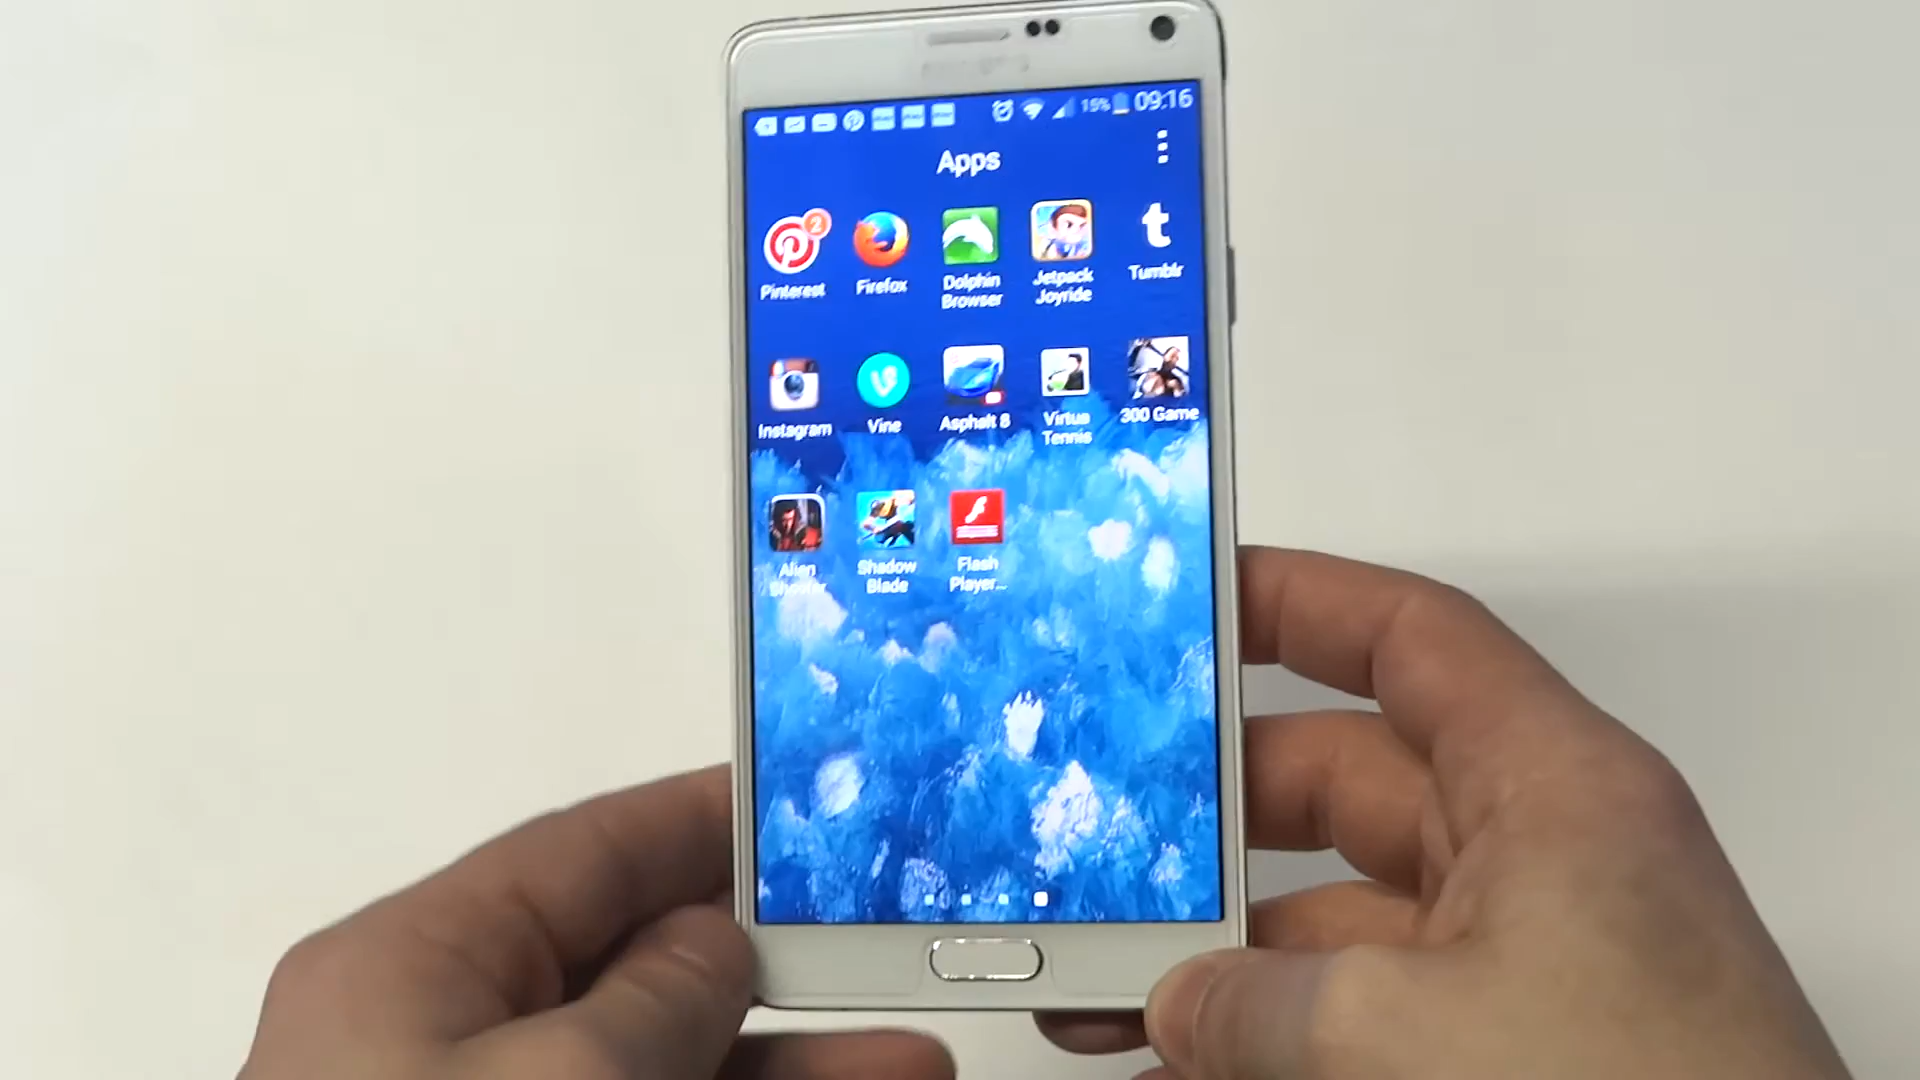 15% 09:16
Apps
2
Pinterest
Firefox
Dolphin
Browser
Jetpack
Joyride
Tumblr
Instagram
Vine
Asphalt 8
Virtua
Tennis
300 Game
Alien
Shooter
Shadow
Blade
Flash
Player...